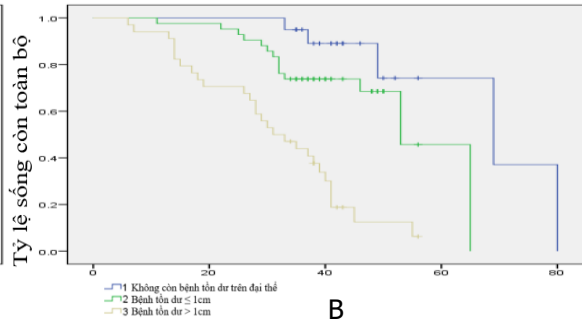 Tỷ lệ sống còn toàn bộ
1.0
0.8
0.6
0.4
0.2
0.0
0 20 40 60 80
1 Không còn bệnh tồn dư trên đại thể
2 Bệnh tồn dư ≤ 1cm
3 Bệnh tồn dư > 1cm
B